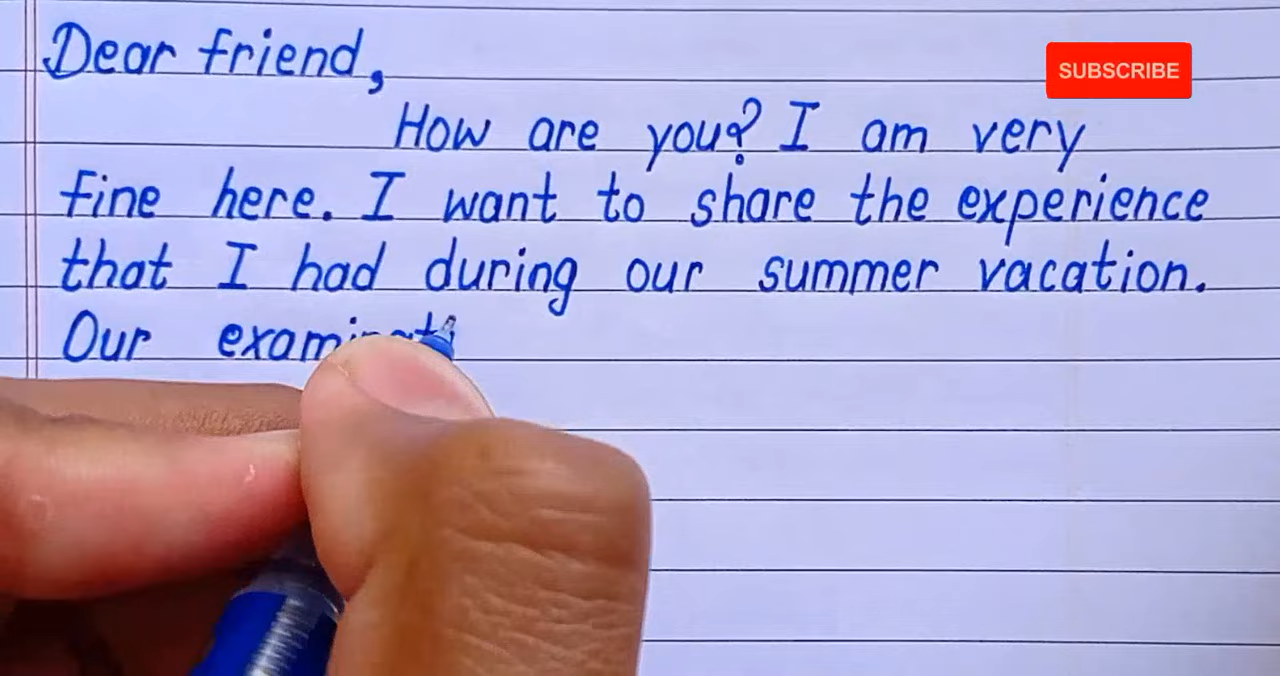 Dear friend,
SUBSCRIBE
How are you? I am very
fine here. I want to share the experience
that I had during our summer vacation.
Our